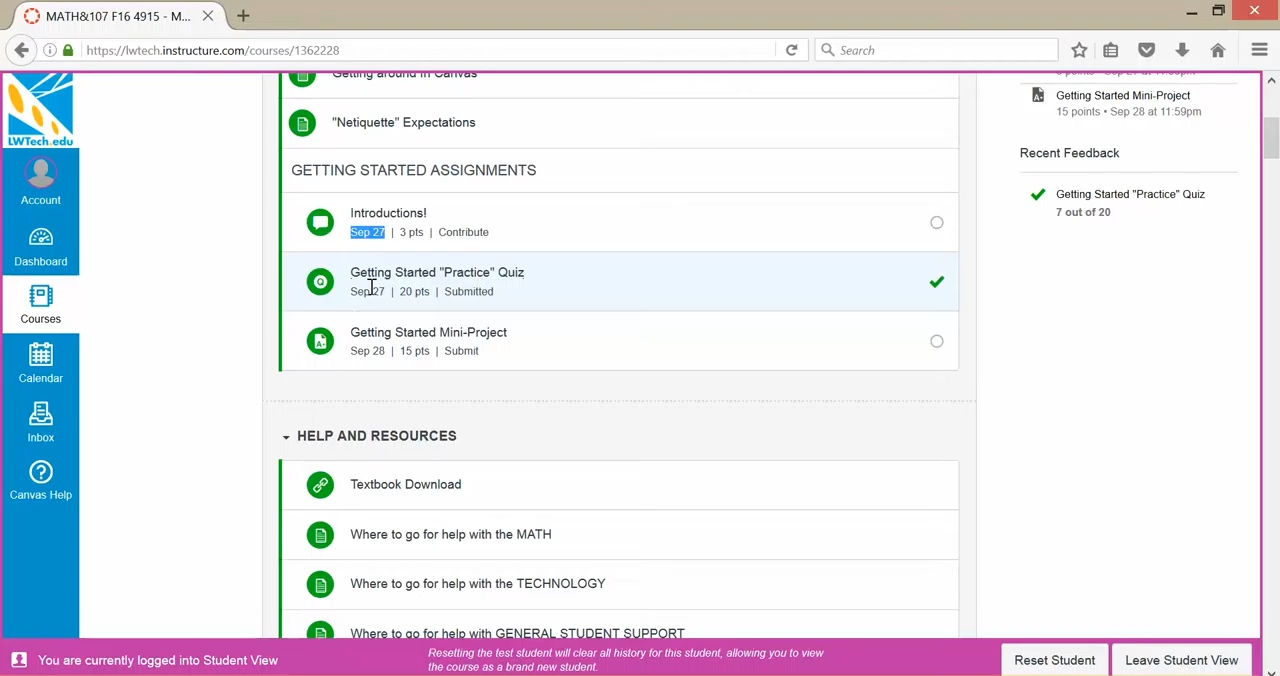 MATH&107 F16 4915 - M...
https://lwtech.instructure.com/courses/1362228
Search
LWTech.edu
Account
Dashboard
Courses
Calendar
Inbox
Canvas Help
Getting around in Canvas
"Netiquette" Expectations
GETTING STARTED ASSIGNMENTS
Introductions!
Sep 27 | 3 pts | Contribute
Getting Started "Practice" Quiz
Sep 27 | 20 pts | Submitted
Getting Started Mini-Project
Sep 28 | 15 pts | Submit
HELP AND RESOURCES
Textbook Download
Where to go for help with the MATH
Where to go for help with the TECHNOLOGY
Where to go for help with GENERAL STUDENT SUPPORT
Getting Started Mini-Project
15 points • Sep 28 at 11:59pm
Recent Feedback
Getting Started "Practice" Quiz
7 out of 20
You are currently logged into Student View
Resetting the test student will clear all history for this student, allowing you to view
the course as a brand new student.
Reset Student
Leave Student View